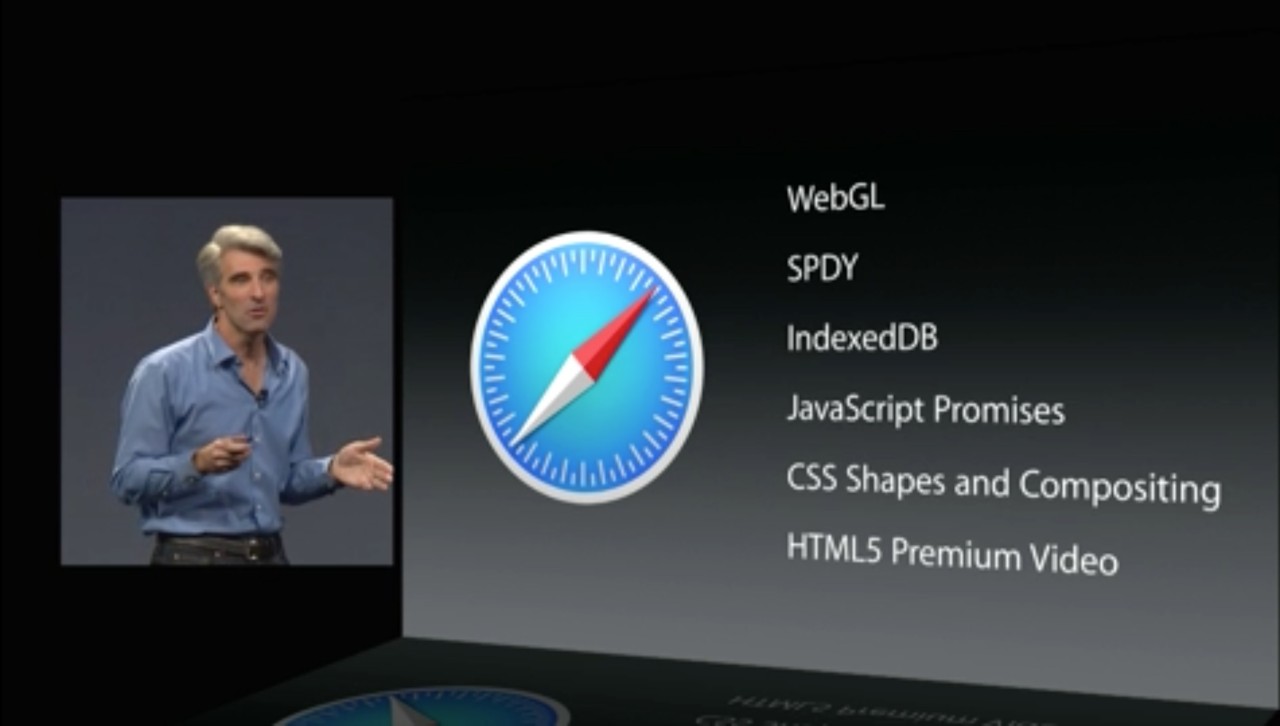 WebGL
SPDY
IndexedDB
JavaScript Promises
CSS Shapes and Compositing
HTML5 Premium Video